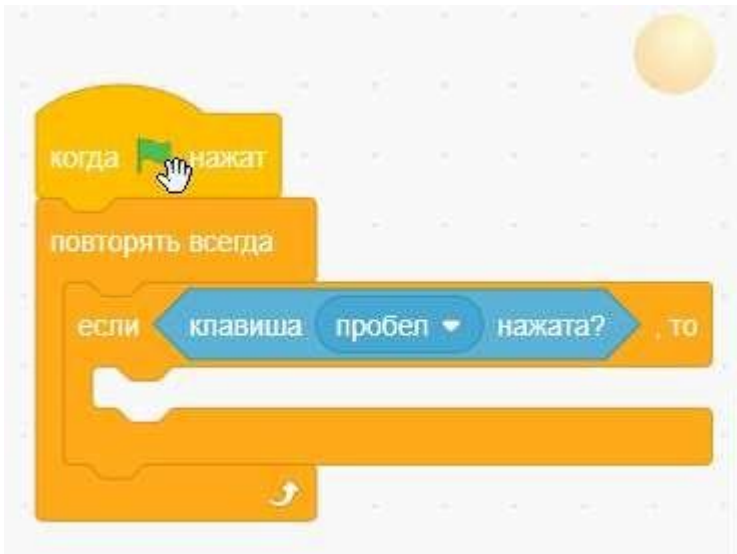 когда нажат
повторять всегда
если клавиша пробел нажата? , то